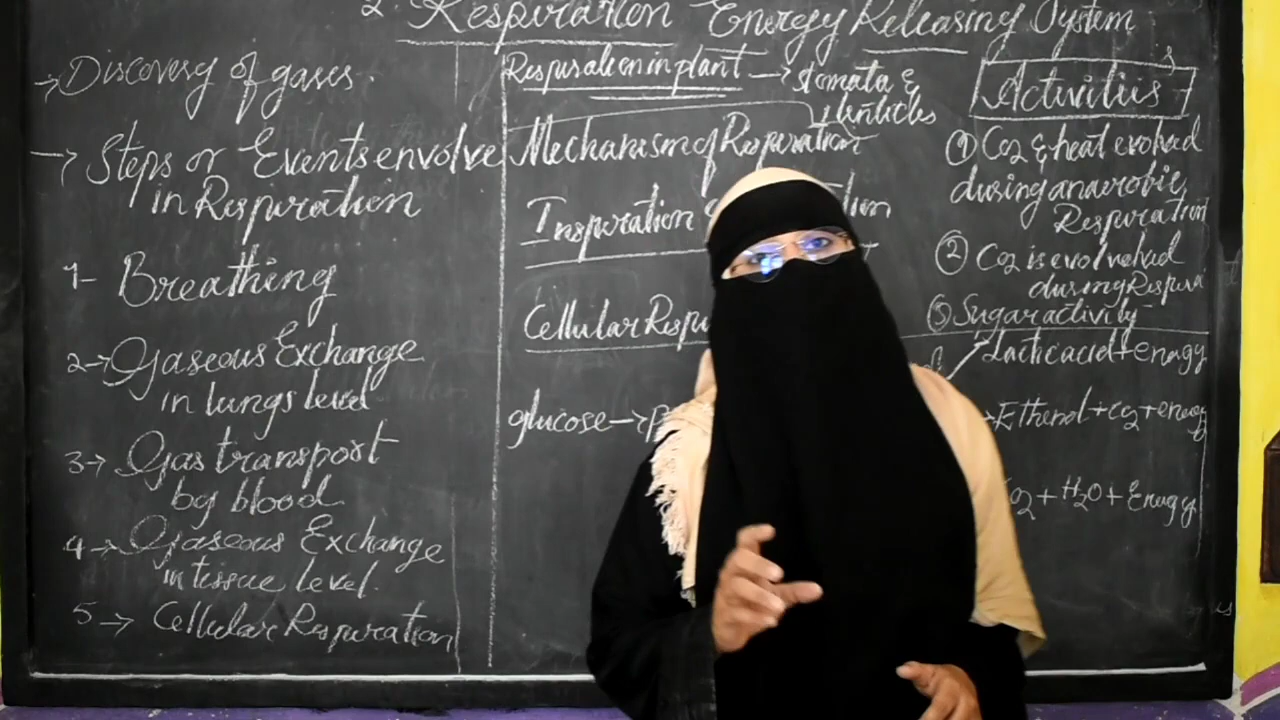 2. Respiration Energy Releasing System
→ Discovery of gases.
→ Steps or Events envolve
in Respiration
1- Breathing
2→ Gaseous Exchange
in lungs level
3→ Gas transport
by blood
4→ Gaseous Exchange
in tissue level.
5→ Cellular Respiration
Respiration in plant → stomata &
lenticles
Mechanism of Respiration
Inspiration
Cellular Respi
glucose → p
Lactic acid + energy
Ethenol + co2 + energy
co2 + H2O + Energy
Activities
① Co2 & heat evolved
during anaerobic
Respiration
② Co2 is evolved
during Respira
③ Sugar activity